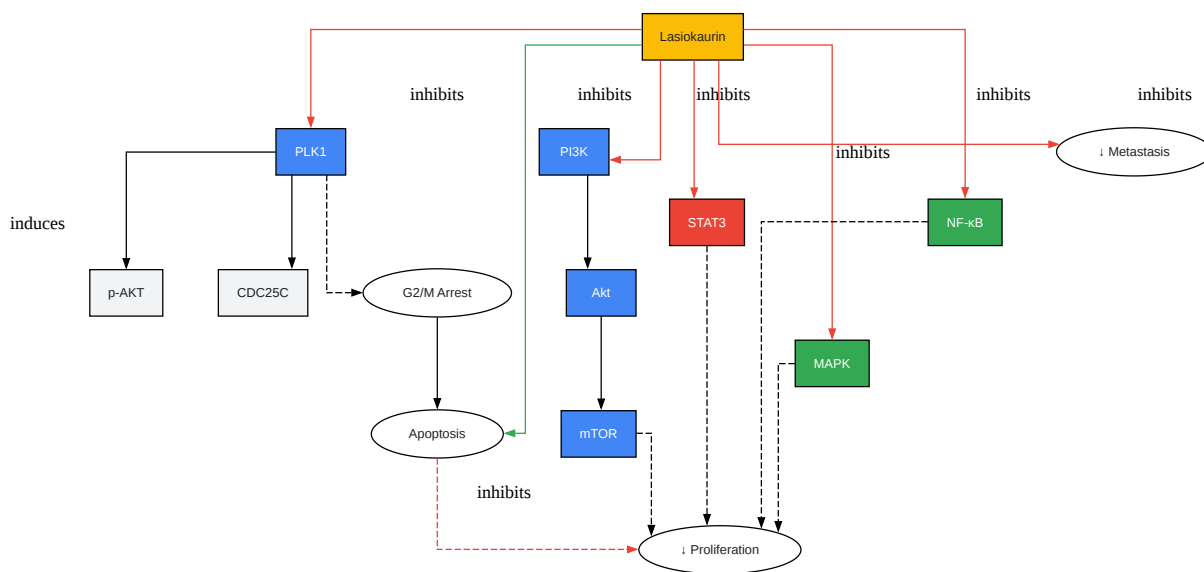 Lasiokaurin
inhibits
inhibits
inhibits
inhibits
inhibits
PLK1
PI3K
inhibits
↓ Metastasis
induces
STAT3
NF-κB
p-AKT
CDC25C
G2/M Arrest
Akt
MAPK
Apoptosis
mTOR
inhibits
↓ Proliferation